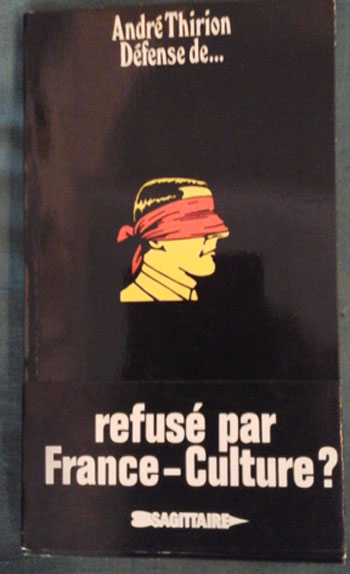 André Thirion
Défense de...
refusé par
France-Culture?
SAGITTAIRE